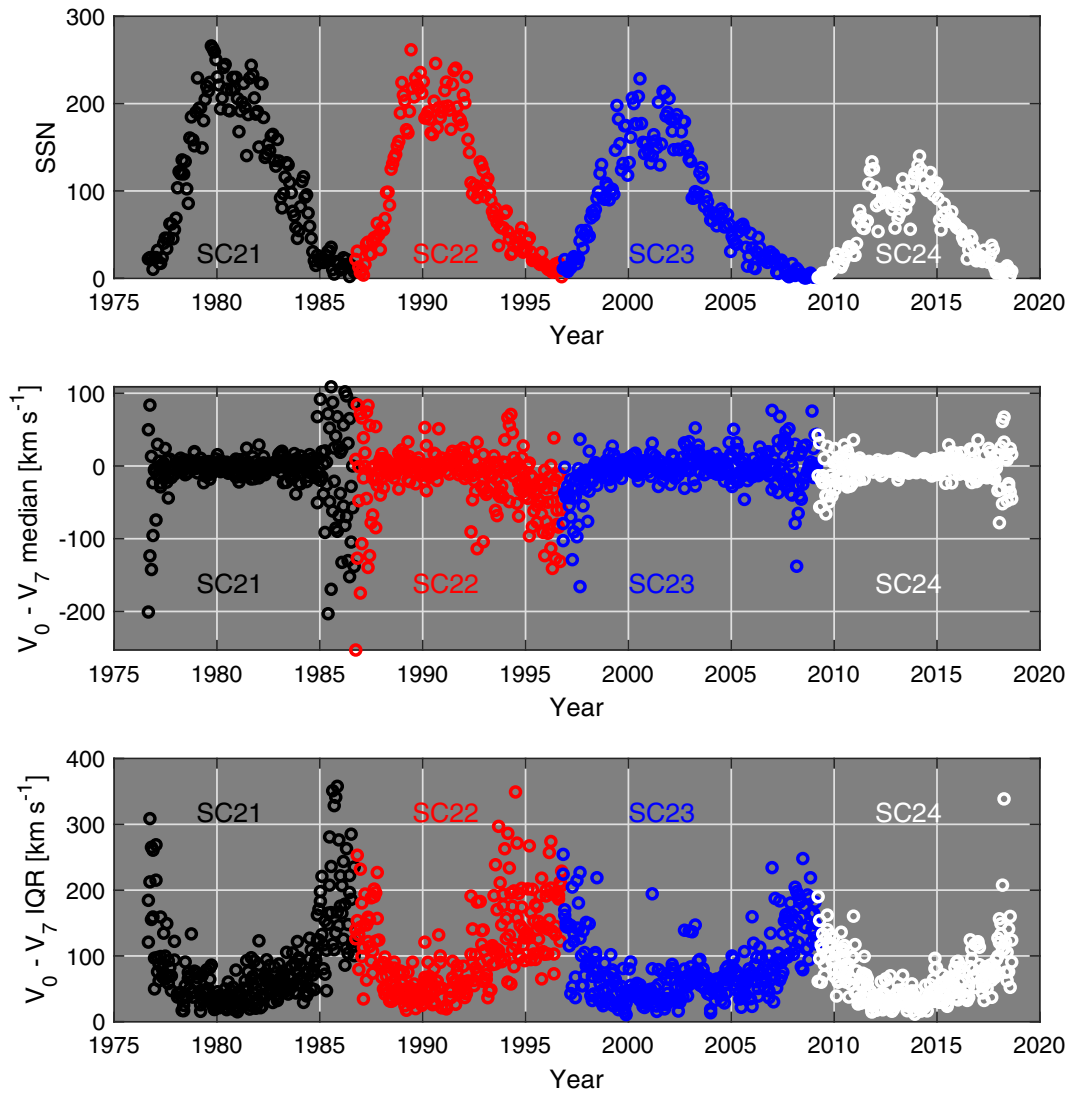 300
200
100
0
SSN
SC21 SC22 SC23 SC24
1975 1980 1985 1990 1995 2000 2005 2010 2015 2020
Year
100
0
-100
-200
V0 - V7 median [km s-1]
SC21 SC22 SC23 SC24
1975 1980 1985 1990 1995 2000 2005 2010 2015 2020
Year
400
300
200
100
0
V0 - V7 IQR [km s-1]
SC21 SC22 SC23 SC24
1975 1980 1985 1990 1995 2000 2005 2010 2015 2020
Year